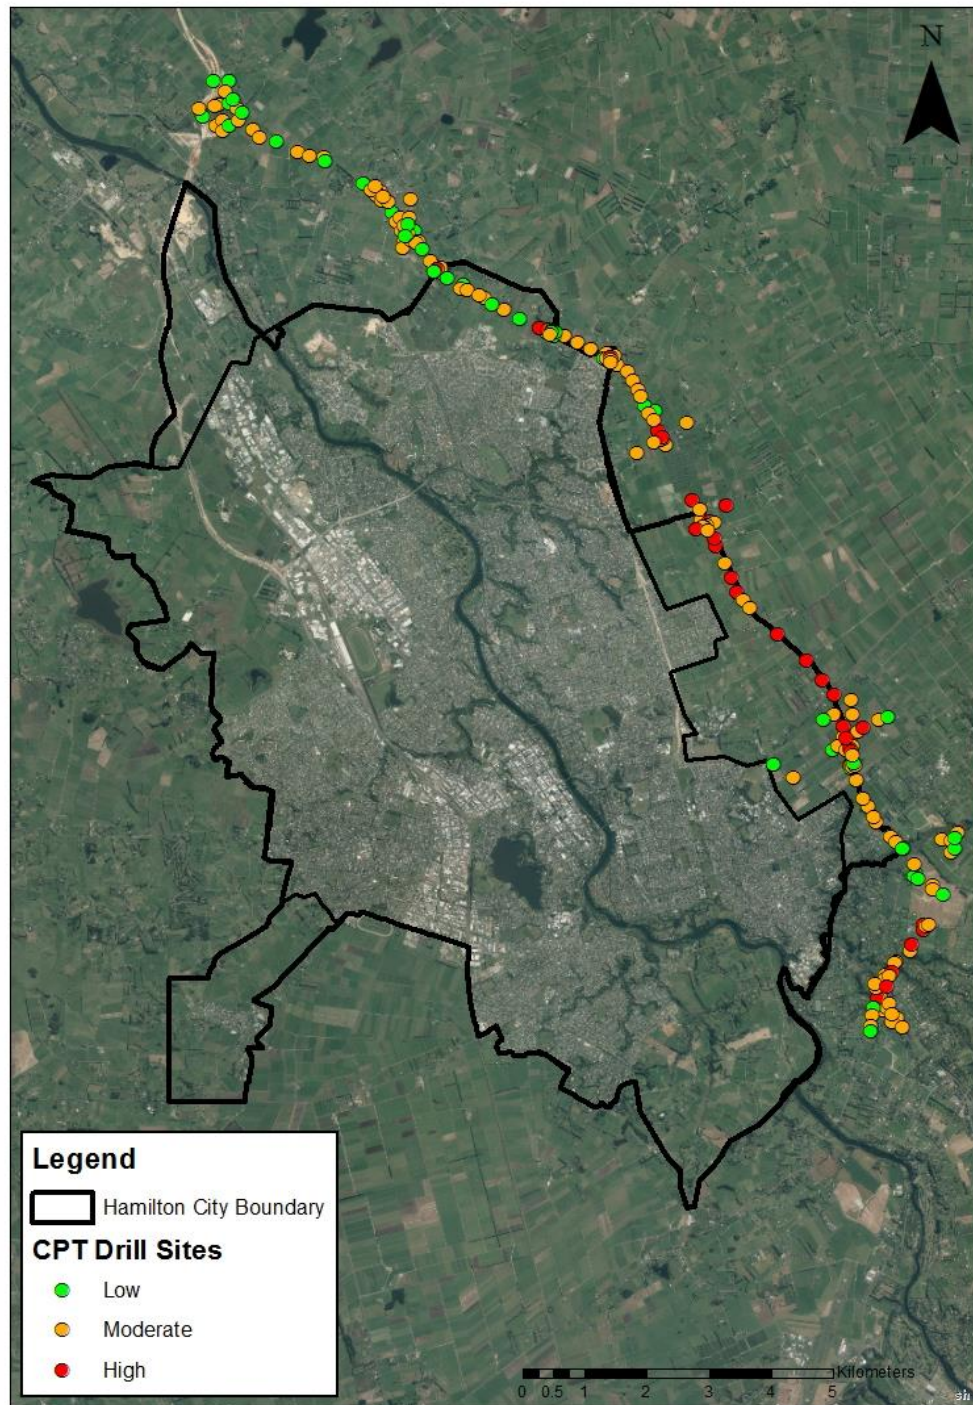 N
Legend
Hamilton City Boundary
CPT Drill Sites
Low
Moderate
High
Kilometers
0 0.5 1 2 3 4 5